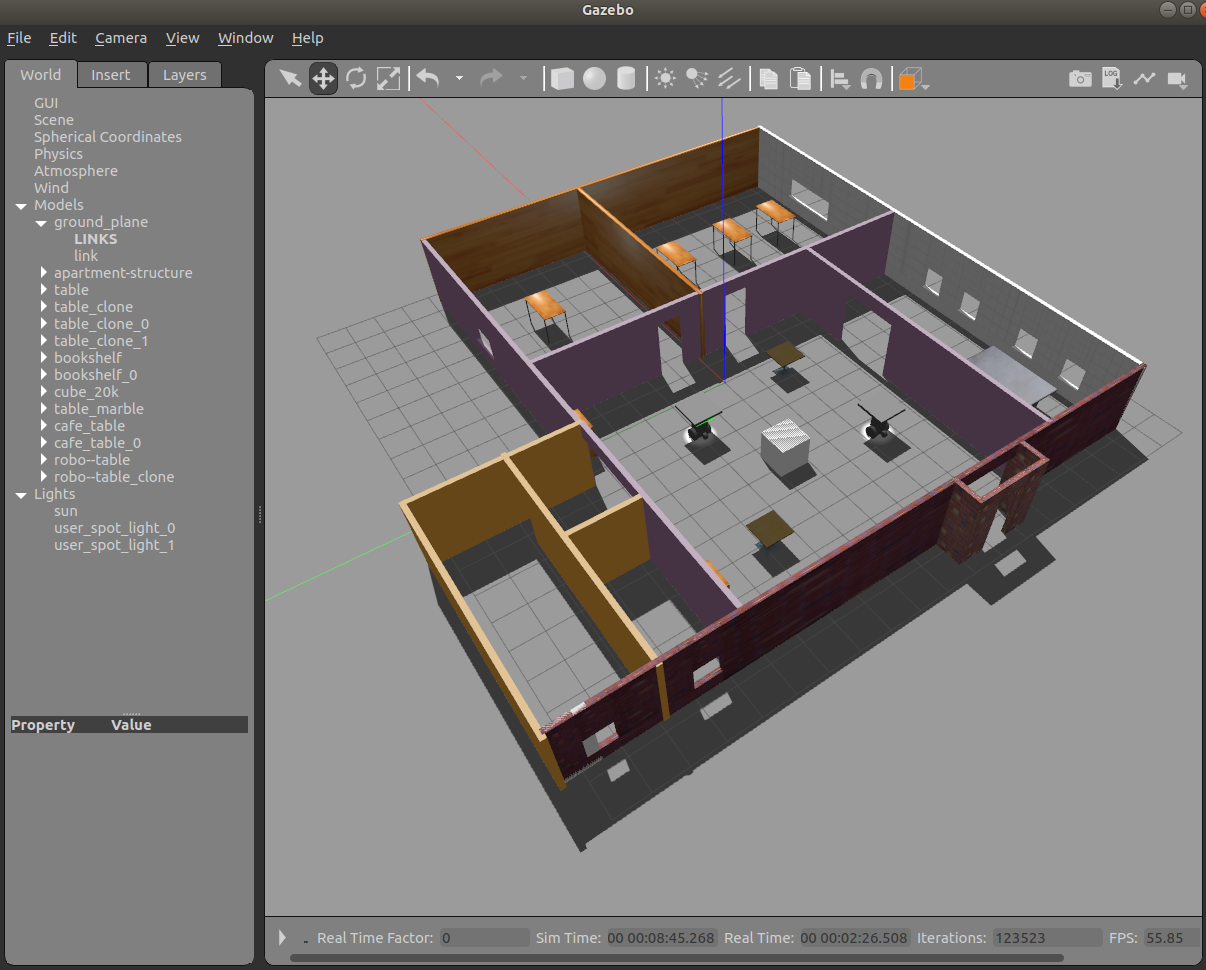 Gazebo
File Edit Camera View Window Help
World Insert Layers
LOG
GUI
Scene
Spherical Coordinates
Physics
Atmosphere
Wind
Models
ground_plane
LINKS
link
apartment-structure
table
table_clone
table_clone_0
table_clone_1
bookshelf
bookshelf_0
cube_20k
table_marble
cafe_table
cafe_table_0
robo--table
robo--table_clone
Lights
sun
user_spot_light_0
user_spot_light_1
Property Value
Real Time Factor: 0 Sim Time: 00 00:08:45.268 Real Time: 00 00:02:26.508 Iterations: 123523 FPS: 55.85